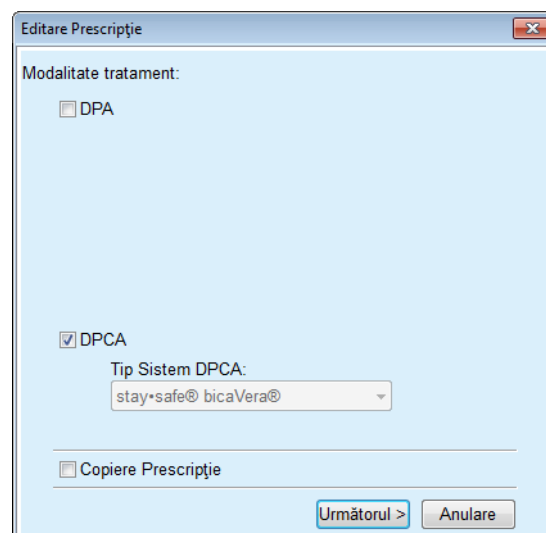 Editare Prescripţie
Modalitate tratament:
DPA
DPCA
Tip Sistem DPCA:
stay•safe® bicaVera®
Copiere Prescripţie
Următorul > Anulare